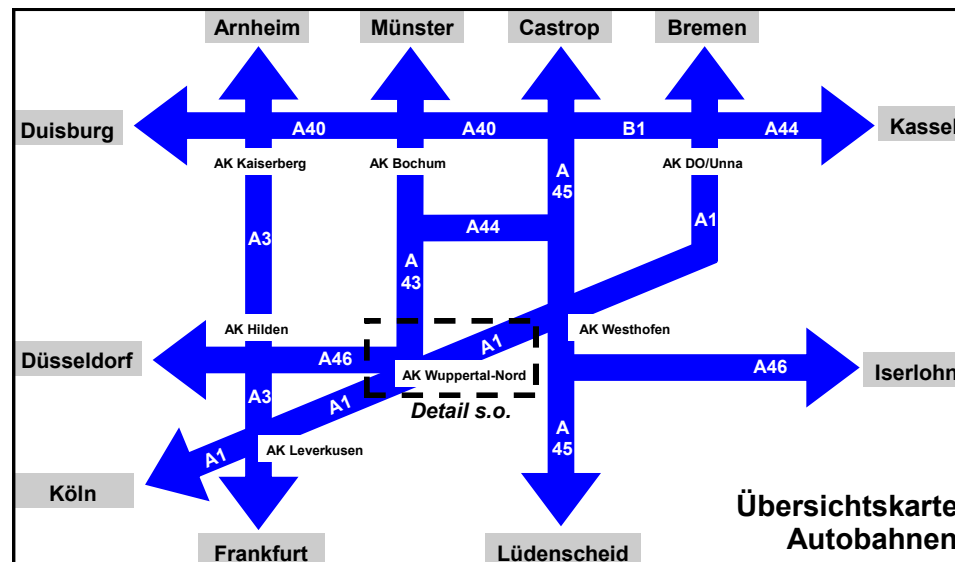 Arnheim
Münster
Castrop
Bremen
Duisburg
A40
A40
B1
A44
Kassel
AK Kaiserberg
AK Bochum
AK DO/Unna
A
45
A3
A44
A1
A
43
AK Hilden
AK Westhofen
A1
Düsseldorf
A46
AK Wuppertal-Nord
A46
Iserlohn
A3
A1
Detail s.o.
A
45
A1
AK Leverkusen
Köln
Übersichtskarte
Autobahnen
Frankfurt
Lüdenscheid